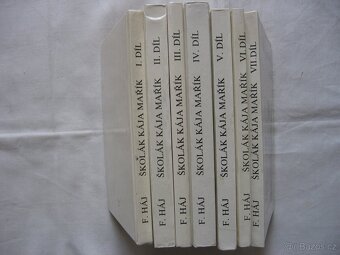 F. HÁJ ŠKOLÁK KÁJA MAŘÍK I. DÍL
F. HÁJ ŠKOLÁK KÁJA MAŘÍK II. DÍL
F. HÁJ ŠKOLÁK KÁJA MAŘÍK III. DÍL
F. HÁJ ŠKOLÁK KÁJA MAŘÍK IV. DÍL
F. HÁJ ŠKOLÁK KÁJA MAŘÍK V. DÍL
F. HÁJ ŠKOLÁK KÁJA MAŘÍK VI. DÍL
F. HÁJ ŠKOLÁK KÁJA MAŘÍK VII. DÍL
Bazos.cz